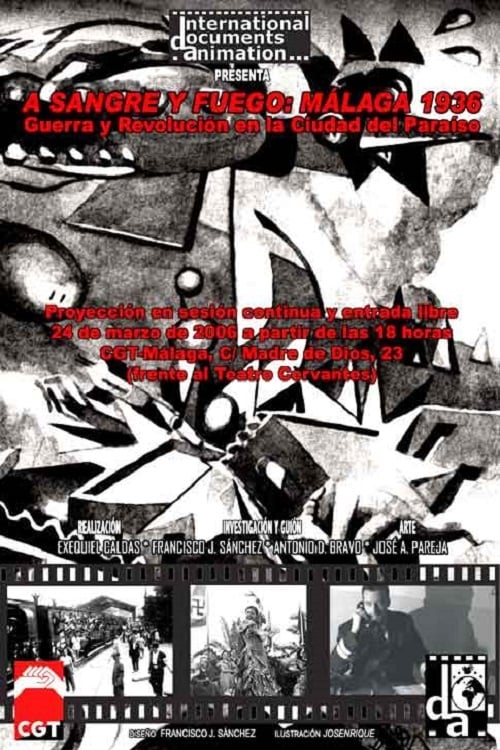 International
documents
animation...
PRESENTA
A SANGRE Y FUEGO: MÁLAGA 1936
Guerra y Revolución en la Ciudad del Paraíso
Proyección en sesión continua y entrada libre
24 de marzo de 2006 a partir de las 18 horas
CGT-Málaga, C/ Madre de Dios, 23
(frente al Teatro Cervantes)
REALIZACIÓN INVESTIGACIÓN Y GUIÓN ARTE
EXEQUIEL CALDAS * FRANCISCO J. SÁNCHEZ * ANTONIO D. BRAVO * JOSÉ A. PAREJA
CGT
d
a
DISEÑO FRANCISCO J. SÁNCHEZ ILUSTRACIÓN JOSENRIQUE